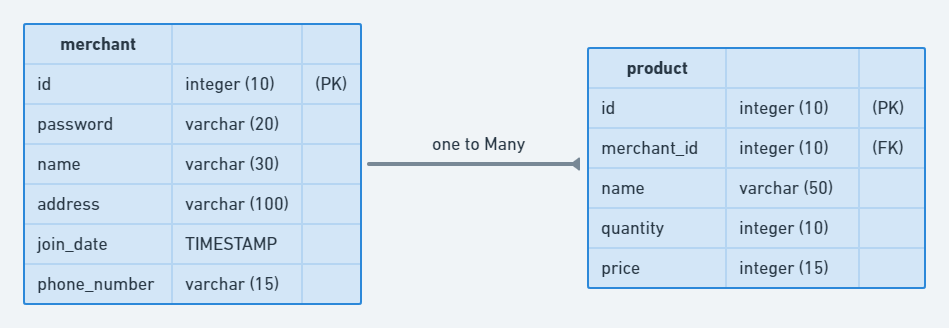 merchant
id integer (10) (PK)
password varchar (20)
name varchar (30)
address varchar (100)
join_date TIMESTAMP
phone_number varchar (15)
one to Many
product
id integer (10) (PK)
merchant_id integer (10) (FK)
name varchar (50)
quantity integer (10)
price integer (15)